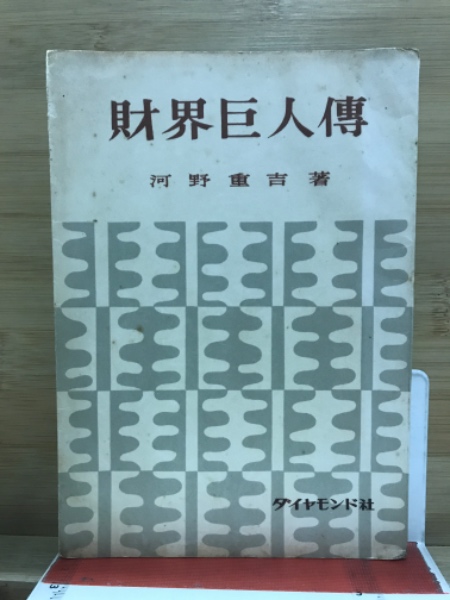 財界巨人傳
河野重吉著
ダイヤモンド社